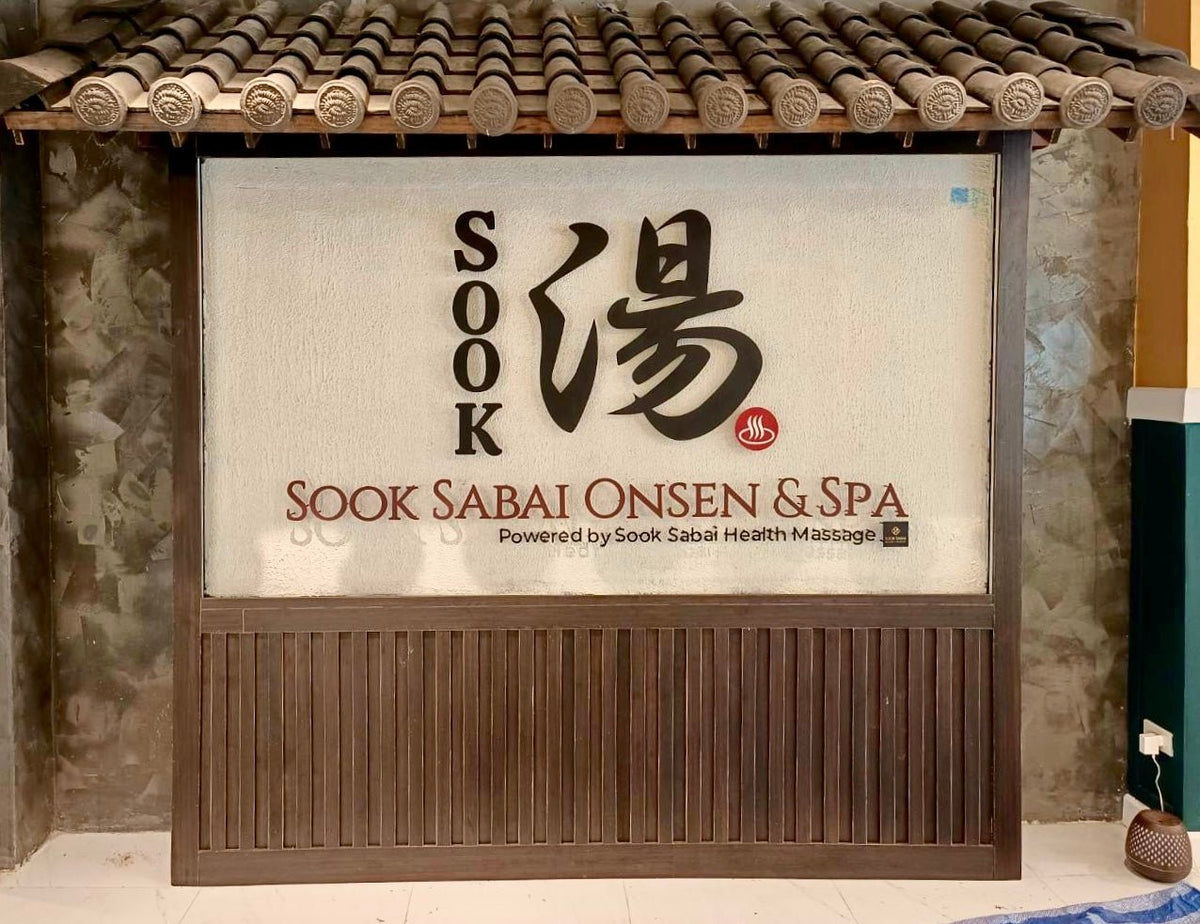 SOOK
湯
SOOK SABAI ONSEN & SPA
Powered by Sook Sabai Health Massage